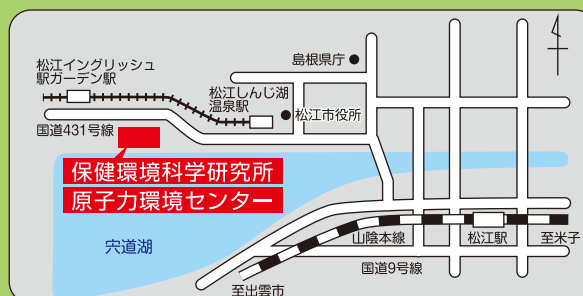 島根県庁
松江イングリッシュ
駅ガーデン駅
松江しんじ湖
温泉駅
松江市役所
国道431号線
保健環境科学研究所
原子力環境センター
宍道湖
山陰本線
松江駅
至米子
国道9号線
至出雲市